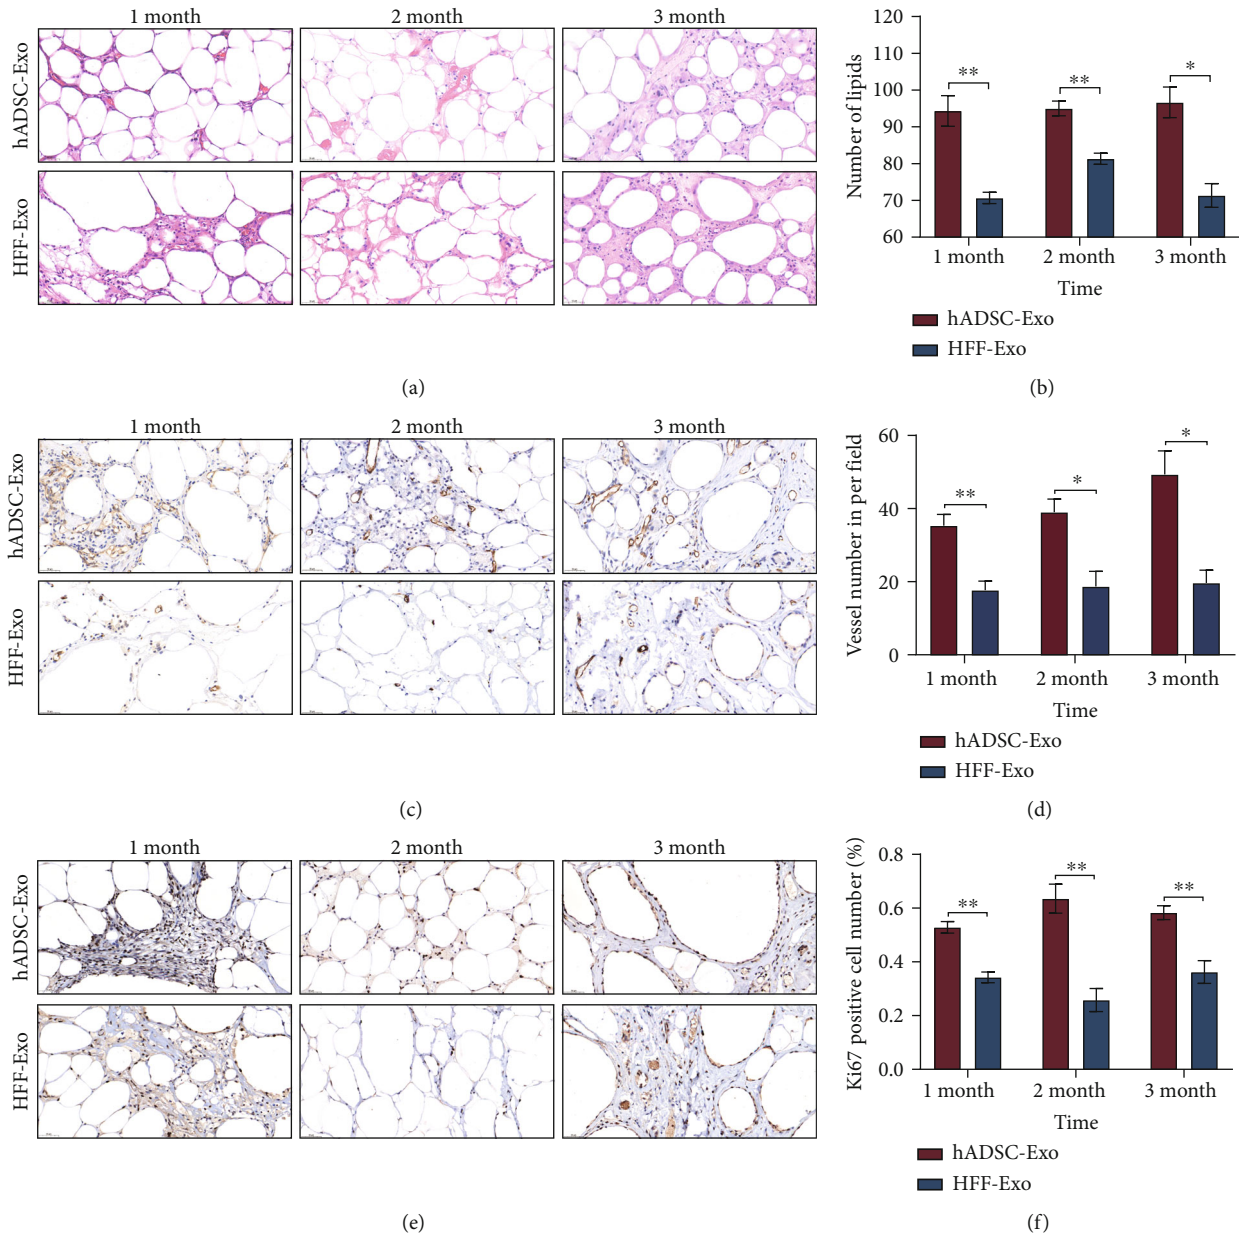 1 month 2 month 3 month
hADSC-Exo
HFF-Exo
(a)
120
110
100
90
80
70
60
Number of lipids
** ** *
1 month 2 month 3 month
Time
hADSC-Exo
HFF-Exo
(b)
1 month 2 month 3 month
hADSC-Exo
HFF-Exo
(c)
60
40
20
0
Vessel number in per field
** * *
1 month 2 month 3 month
Time
hADSC-Exo
HFF-Exo
(d)
1 month 2 month 3 month
hADSC-Exo
HFF-Exo
(e)
0.8
0.6
0.4
0.2
0.0
Ki67 positive cell number (%)
** ** **
1 month 2 month 3 month
Time
hADSC-Exo
HFF-Exo
(f)